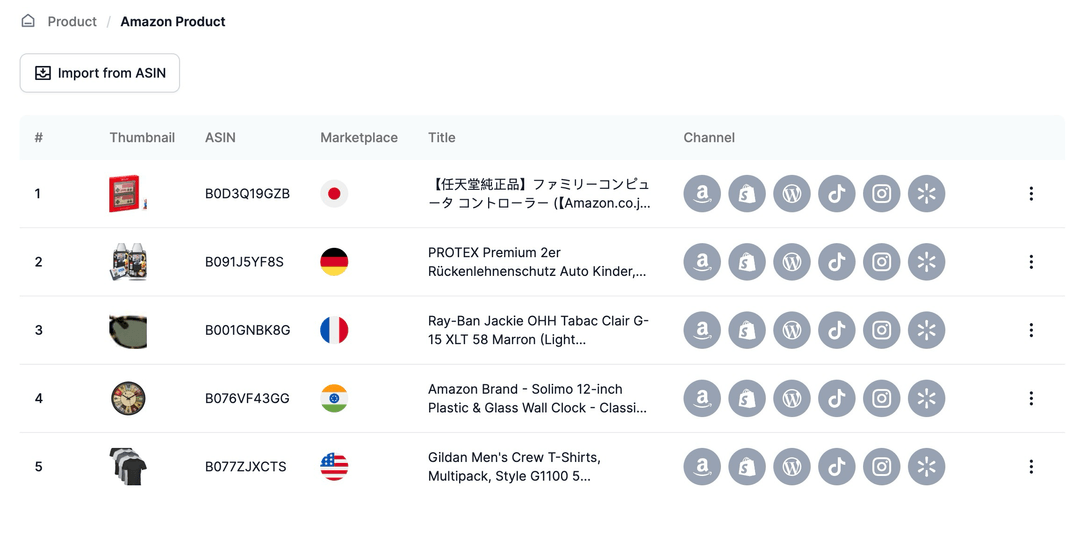 Product / Amazon Product
Import from ASIN
# Thumbnail ASIN Marketplace Title Channel
1 B0D3Q19GZB 【任天堂純正品】ファミリーコンピュ
ータ コントローラー (【Amazon.co.j...
2 B091J5YF8S PROTEX Premium 2er
Rückenlehnenschutz Auto Kinder,...
3 B001GNBK8G Ray-Ban Jackie OHH Tabac Clair G-
15 XLT 58 Marron (Light...
4 B076VF43GG Amazon Brand - Solimo 12-inch
Plastic & Glass Wall Clock - Classi...
5 B077ZJXCTS Gildan Men's Crew T-Shirts,
Multipack, Style G1100 5...